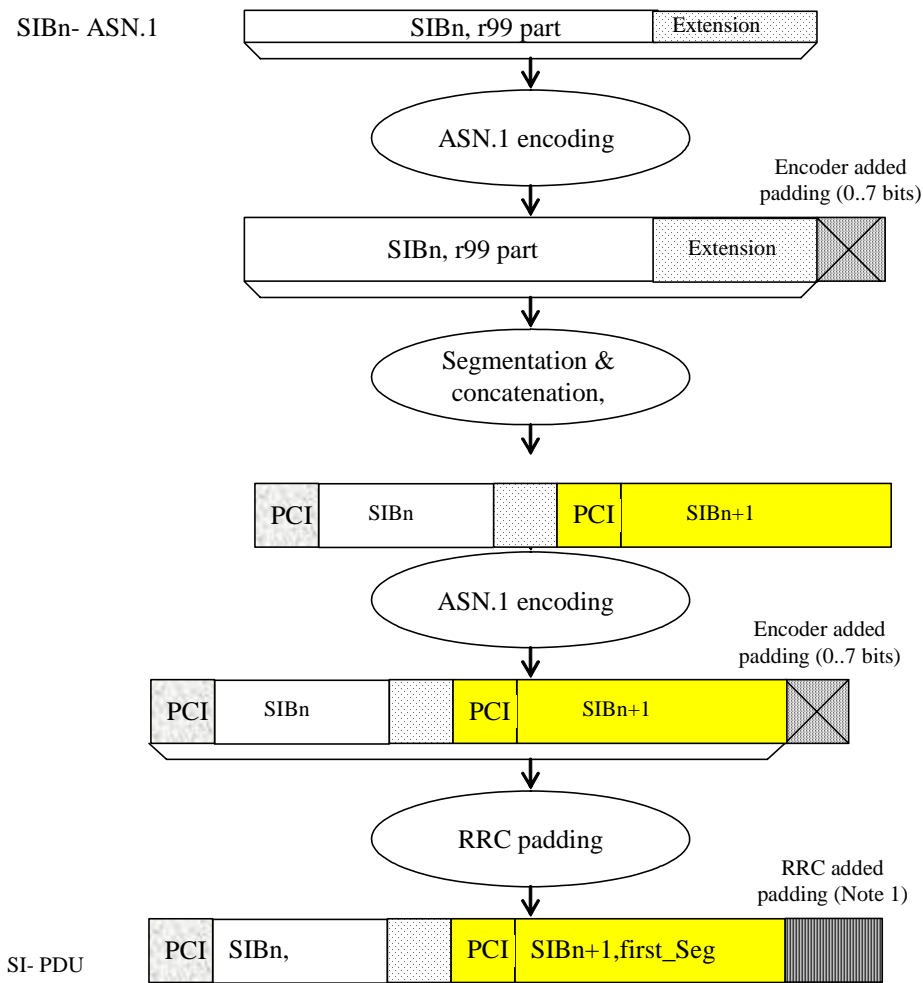 SIBn- ASN.1
SIBn, r99 part
Extension
ASN.1 encoding
Encoder added
padding (0..7 bits)
SIBn, r99 part
Extension
Segmentation &
concatenation,
PCI
SIBn
PCI
SIBn+1
ASN.1 encoding
Encoder added
padding (0..7 bits)
PCI
SIBn
PCI
SIBn+1
RRC padding
RRC added
padding (Note 1)
SI- PDU
PCI
SIBn,
PCI
SIBn+1,first_Seg